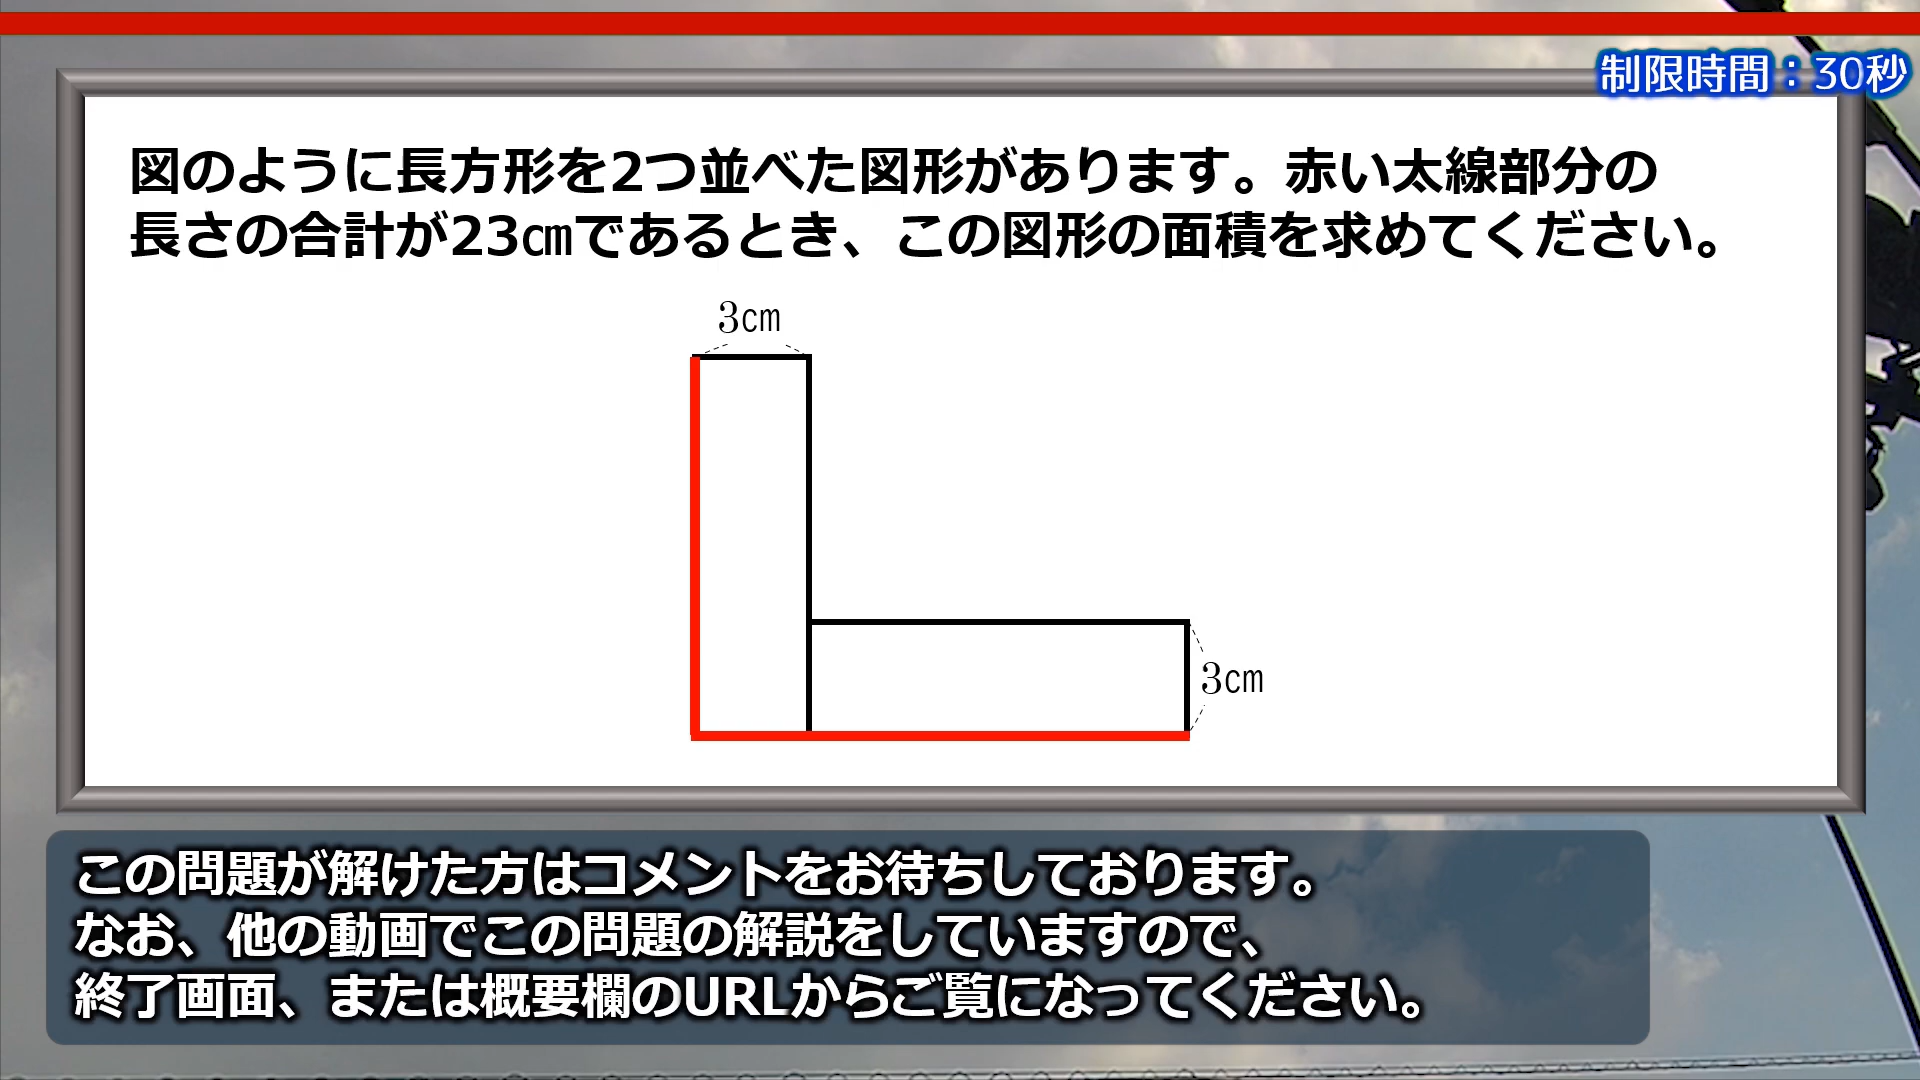 制限時間：30秒
図のように長方形を2つ並べた図形があります。赤い太線部分の
長さの合計が23㎝であるとき、この図形の面積を求めてください。
3㎝
3㎝
この問題が解けた方はコメントをお待ちしております。
なお、他の動画でこの問題の解説をしていますので、
終了画面、または概要欄のURLからご覧になってください。